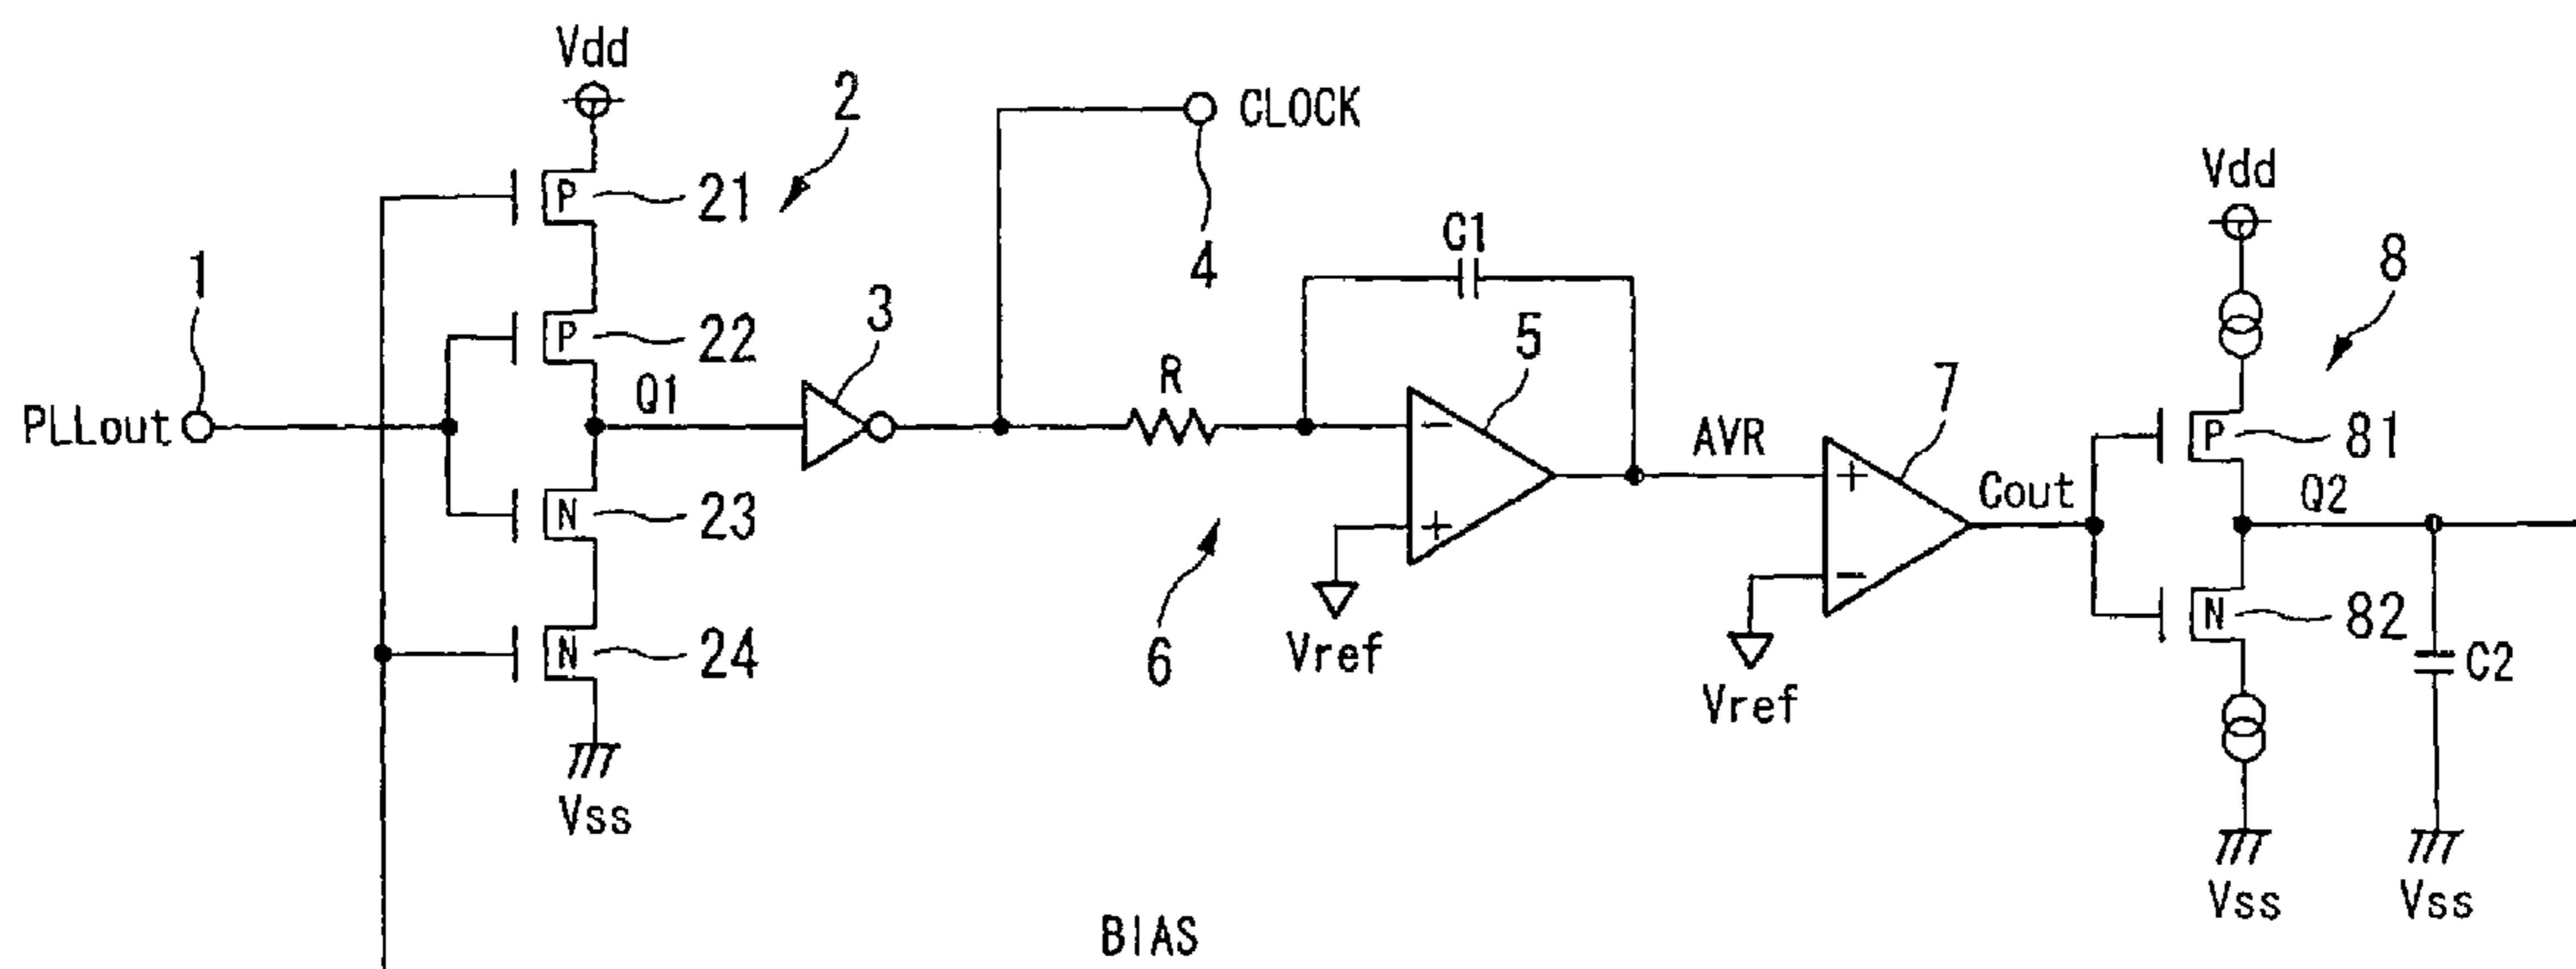 Vdd
2
CLOCK
P
21
4
C1
Vdd
8
1
P
22
3
R
5
7
PLLout
Q1
AVR
P
81
Cout
Q2
N
23
N
82
6
Vref
C2
N
24
Vref
Vss
Vss
Vss
BIAS
-
+
+
-